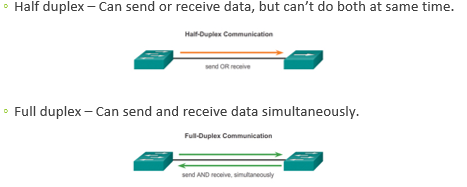 Half duplex – Can send or receive data, but can't do both at same time.
Half-Duplex Communication
send OR receive
Full duplex – Can send and receive data simultaneously.
Full-Duplex Communication
send AND receive, simultaneously